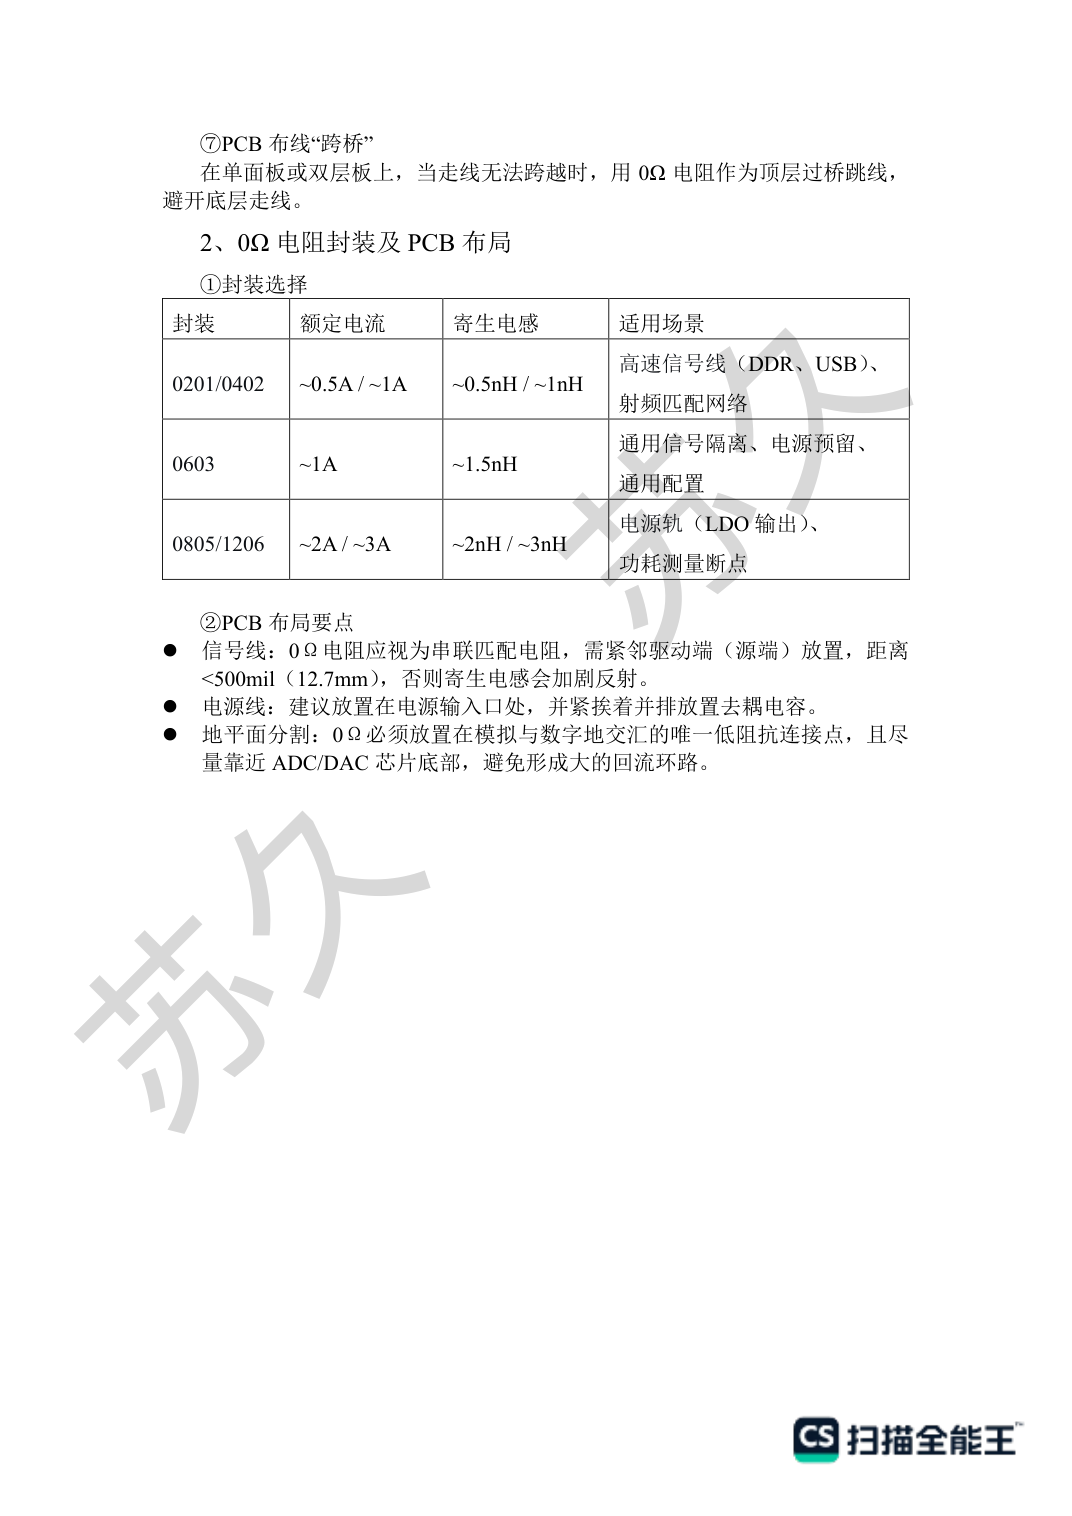 ⑦PCB 布线“跨桥”
在单面板或双层板上，当走线无法跨越时，用 0Ω 电阻作为顶层过桥跳线，
避开底层走线。
2、0Ω 电阻封装及 PCB 布局
①封装选择
封装 额定电流 寄生电感 适用场景
0201/0402 ~0.5A / ~1A ~0.5nH / ~1nH 高速信号线（DDR、USB）、
射频匹配网络
0603 ~1A ~1.5nH 通用信号隔离、电源预留、
通用配置
0805/1206 ~2A / ~3A ~2nH / ~3nH 电源轨（LDO 输出）、
功耗测量断点
②PCB 布局要点
● 信号线：0Ω电阻应视为串联匹配电阻，需紧邻驱动端（源端）放置，距离
<500mil（12.7mm），否则寄生电感会加剧反射。
● 电源线：建议放置在电源输入口处，并紧挨着并排放置去耦电容。
● 地平面分割：0Ω必须放置在模拟与数字地交汇的唯一低阻抗连接点，且尽
量靠近 ADC/DAC 芯片底部，避免形成大的回流环路。
苏久
苏久
CS 扫描全能王™